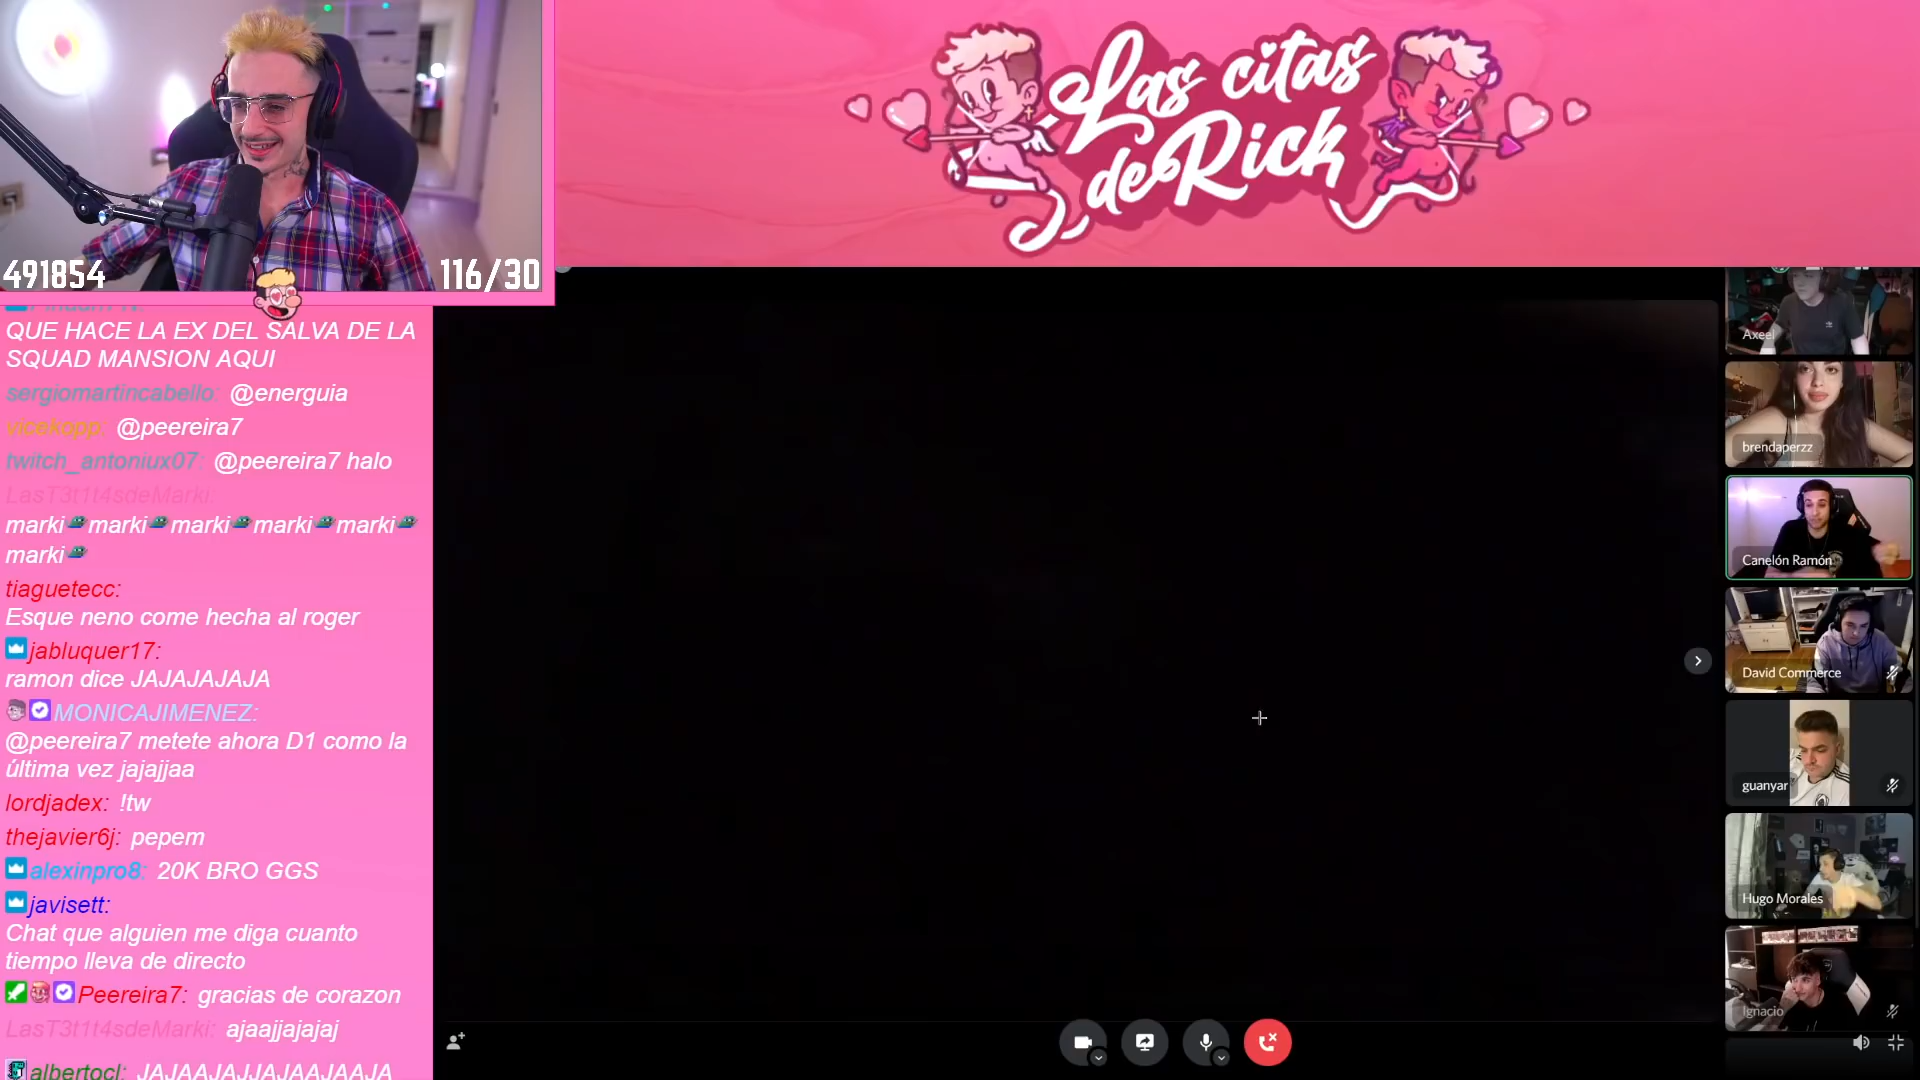 Las citas
de Rick
491854
116/30
QUE HACE LA EX DEL SALVA DE LA
SQUAD MANSION AQUI
sergiomartincabello: @energuia
vicekopp: @peereira7
twitch_antoniux07: @peereira7 halo
LasT3t1t4sdeMarki:
marki marki marki marki marki
marki
tiaguetecc:
Esque neno come hecha al roger
jabluquer17:
ramon dice JAJAJAJAJA
MONICAJIMENEZ:
@peereira7 metete ahora D1 como la
última vez jajajjaa
lordjadex: !tw
thejavier6j: pepem
alexinpro8: 20K BRO GGS
javisett:
Chat que alguien me diga cuanto
tiempo lleva de directo
Peereira7: gracias de corazon
LasT3t1t4sdeMarki: ajaajjajajaj
albertocl: JAJAAJAJJAJAAJAAJA
Axeel
brendaperzz
Canelón Ramón
David Commerce
guanyar
Hugo Morales
Ignacio